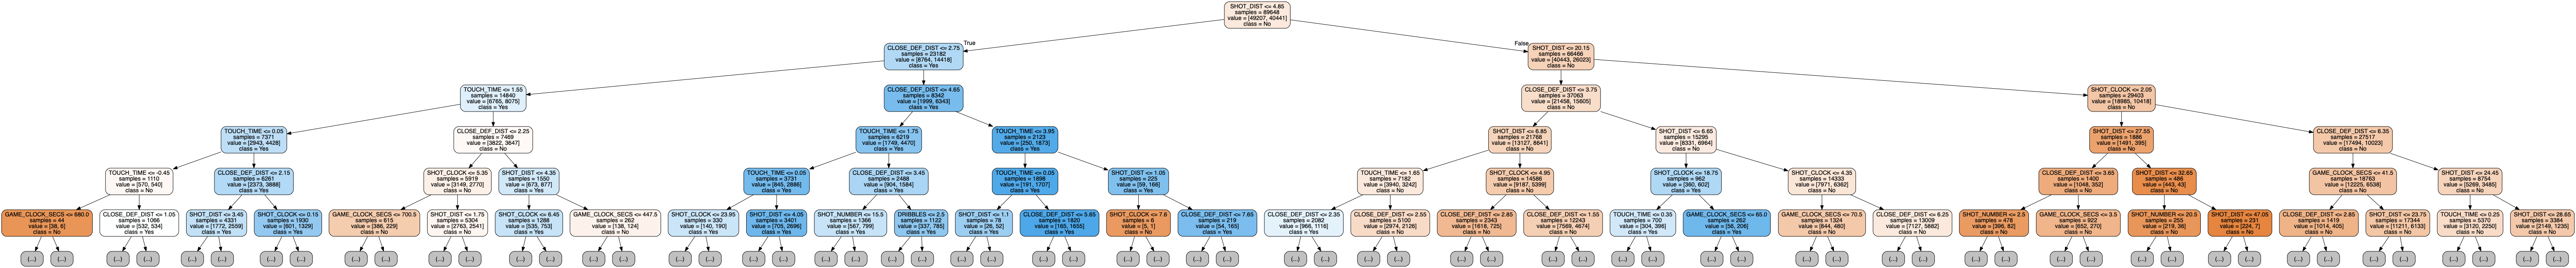 SHOT_DIST <= 4.85
samples = 89648
value = [49207, 40441]
class = No
True
False
CLOSE_DEF_DIST <= 2.75
samples = 23182
value = [8764, 14418]
class = Yes
SHOT_DIST <= 20.15
samples = 66466
value = [40443, 26023]
class = No
TOUCH_TIME <= 1.55
samples = 14840
value = [6765, 8075]
class = Yes
CLOSE_DEF_DIST <= 4.65
samples = 8342
value = [1999, 6343]
class = Yes
CLOSE_DEF_DIST <= 3.75
samples = 37063
value = [21458, 15605]
class = No
SHOT_CLOCK <= 2.05
samples = 29403
value = [18985, 10418]
class = No
TOUCH_TIME <= 0.05
samples = 7371
value = [2943, 4428]
class = Yes
CLOSE_DEF_DIST <= 2.25
samples = 7469
value = [3822, 3647]
class = No
TOUCH_TIME <= 1.75
samples = 6219
value = [1749, 4470]
class = Yes
TOUCH_TIME <= 3.95
samples = 2123
value = [250, 1873]
class = Yes
SHOT_DIST <= 6.85
samples = 21768
value = [13127, 8641]
class = No
SHOT_DIST <= 6.65
samples = 15295
value = [8331, 6964]
class = No
SHOT_DIST <= 27.55
samples = 1886
value = [1491, 395]
class = No
CLOSE_DEF_DIST <= 6.35
samples = 27517
value = [17494, 10023]
class = No
TOUCH_TIME <= -0.45
samples = 1110
value = [570, 540]
class = No
CLOSE_DEF_DIST <= 2.15
samples = 6261
value = [2373, 3888]
class = Yes
SHOT_CLOCK <= 5.35
samples = 5919
value = [3149, 2770]
class = No
SHOT_DIST <= 4.35
samples = 1550
value = [673, 877]
class = Yes
TOUCH_TIME <= 0.05
samples = 3731
value = [845, 2886]
class = Yes
CLOSE_DEF_DIST <= 3.45
samples = 2488
value = [904, 1584]
class = Yes
TOUCH_TIME <= 0.05
samples = 1898
value = [191, 1707]
class = Yes
SHOT_DIST <= 1.05
samples = 225
value = [59, 166]
class = Yes
TOUCH_TIME <= 1.65
samples = 7182
value = [3940, 3242]
class = No
SHOT_CLOCK <= 4.95
samples = 14586
value = [9187, 5399]
class = No
SHOT_CLOCK <= 18.75
samples = 962
value = [360, 602]
class = Yes
SHOT_CLOCK <= 4.35
samples = 14333
value = [7971, 6362]
class = No
CLOSE_DEF_DIST <= 3.65
samples = 1400
value = [1048, 352]
class = No
SHOT_DIST <= 32.65
samples = 486
value = [443, 43]
class = No
GAME_CLOCK_SECS <= 41.5
samples = 18763
value = [12225, 6538]
class = No
SHOT_DIST <= 24.45
samples = 8754
value = [5269, 3485]
class = No
GAME_CLOCK_SECS <= 680.0
samples = 44
value = [38, 6]
class = No
CLOSE_DEF_DIST <= 1.05
samples = 1066
value = [532, 534]
class = Yes
SHOT_DIST <= 3.45
samples = 4331
value = [1772, 2559]
class = Yes
SHOT_CLOCK <= 0.15
samples = 1930
value = [601, 1329]
class = Yes
GAME_CLOCK_SECS <= 700.5
samples = 615
value = [386, 229]
class = No
SHOT_DIST <= 1.75
samples = 5304
value = [2763, 2541]
class = No
SHOT_CLOCK <= 6.45
samples = 1288
value = [535, 753]
class = Yes
GAME_CLOCK_SECS <= 447.5
samples = 262
value = [138, 124]
class = No
SHOT_CLOCK <= 23.95
samples = 330
value = [140, 190]
class = Yes
SHOT_DIST <= 4.05
samples = 3401
value = [705, 2696]
class = Yes
SHOT_NUMBER <= 15.5
samples = 1366
value = [567, 799]
class = Yes
DRIBBLES <= 2.5
samples = 1122
value = [337, 785]
class = Yes
SHOT_DIST <= 1.1
samples = 78
value = [26, 52]
class = Yes
CLOSE_DEF_DIST <= 5.65
samples = 1820
value = [165, 1655]
class = Yes
SHOT_CLOCK <= 7.6
samples = 6
value = [5, 1]
class = No
CLOSE_DEF_DIST <= 7.65
samples = 219
value = [54, 165]
class = Yes
CLOSE_DEF_DIST <= 2.35
samples = 2082
value = [966, 1116]
class = Yes
CLOSE_DEF_DIST <= 2.55
samples = 5100
value = [2974, 2126]
class = No
CLOSE_DEF_DIST <= 2.85
samples = 2343
value = [1618, 725]
class = No
CLOSE_DEF_DIST <= 1.55
samples = 12243
value = [7569, 4674]
class = No
TOUCH_TIME <= 0.35
samples = 700
value = [304, 396]
class = Yes
GAME_CLOCK_SECS <= 65.0
samples = 262
value = [56, 206]
class = Yes
GAME_CLOCK_SECS <= 70.5
samples = 1324
value = [844, 480]
class = No
CLOSE_DEF_DIST <= 6.25
samples = 13009
value = [7127, 5882]
class = No
SHOT_NUMBER <= 2.5
samples = 478
value = [396, 82]
class = No
GAME_CLOCK_SECS <= 3.5
samples = 922
value = [652, 270]
class = No
SHOT_NUMBER <= 20.5
samples = 255
value = [219, 36]
class = No
SHOT_DIST <= 47.05
samples = 231
value = [224, 7]
class = No
CLOSE_DEF_DIST <= 2.85
samples = 1419
value = [1014, 405]
class = No
SHOT_DIST <= 23.75
samples = 17344
value = [11211, 6133]
class = No
TOUCH_TIME <= 0.25
samples = 5370
value = [3120, 2250]
class = No
SHOT_DIST <= 28.65
samples = 3384
value = [2149, 1235]
class = No
(...) (...) (...) (...) (...) (...) (...) (...) (...) (...) (...) (...) (...) (...) (...) (...) (...) (...) (...) (...) (...) (...) (...) (...) (...) (...) (...) (...) (...) (...) (...) (...) (...) (...) (...) (...) (...) (...) (...) (...) (...) (...) (...) (...) (...) (...) (...) (...) (...) (...) (...) (...) (...) (...) (...) (...) (...) (...) (...) (...) (...) (...) (...) (...)